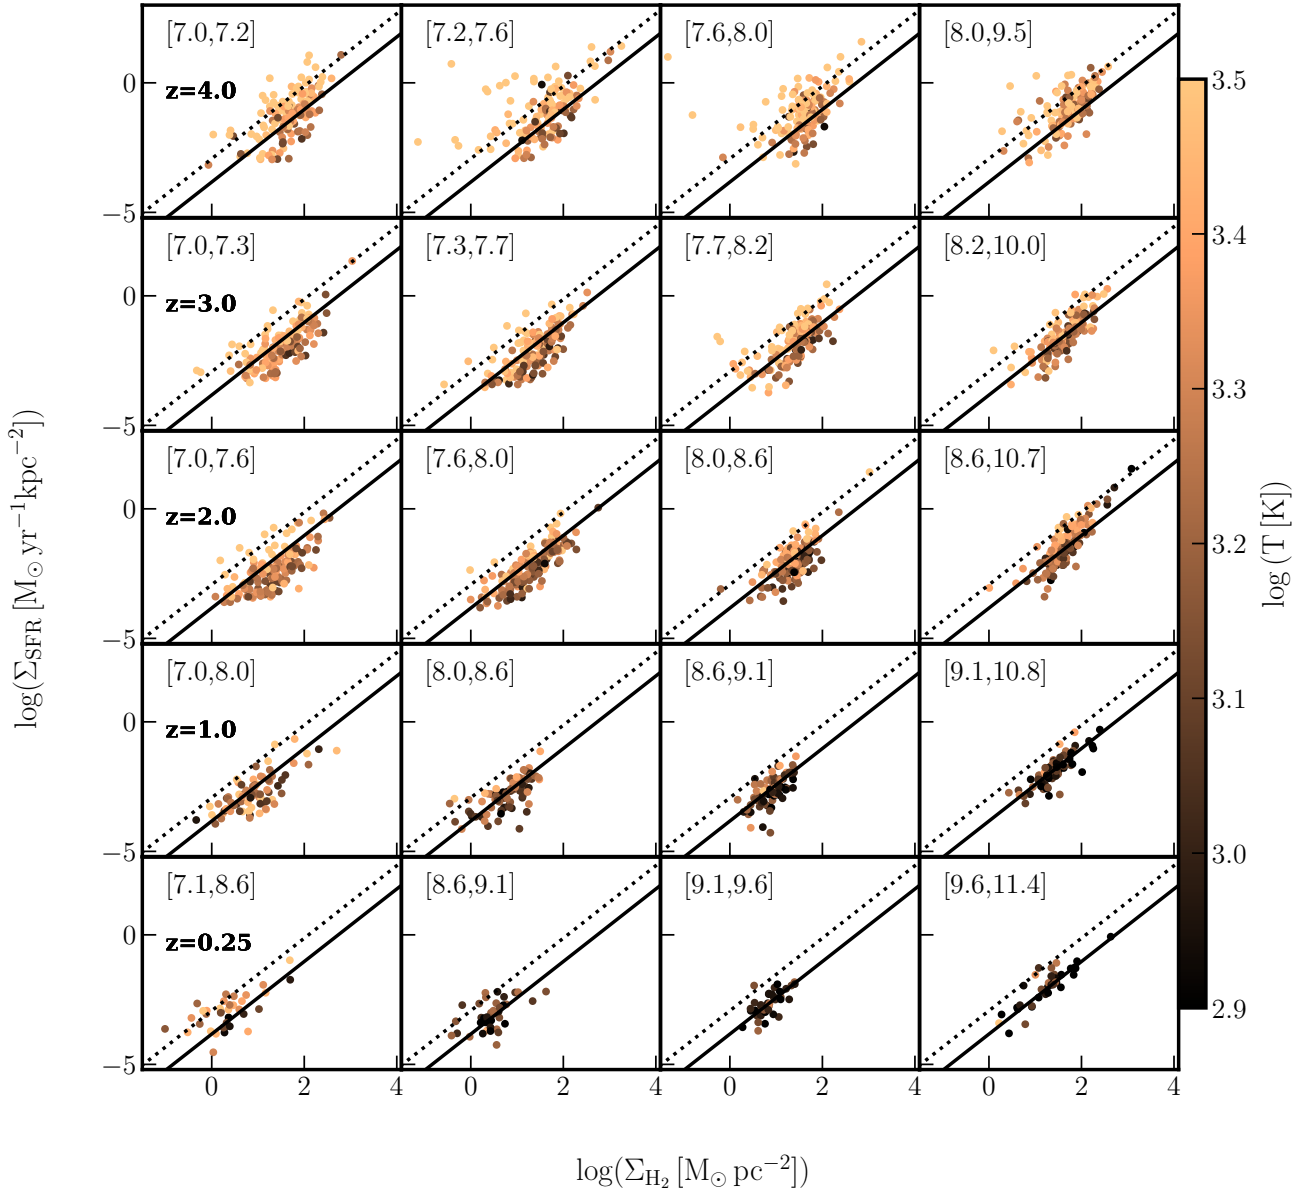 [7.0,7.2] [7.2,7.6] [7.6,8.0] [8.0,9.5]
z=4.0
0
−5
[7.0,7.3] [7.3,7.7] [7.7,8.2] [8.2,10.0]
z=3.0
0
−5
[7.0,7.6] [7.6,8.0] [8.0,8.6] [8.6,10.7]
z=2.0
0
−5
[7.0,8.0] [8.0,8.6] [8.6,9.1] [9.1,10.8]
z=1.0
0
−5
[7.1,8.6] [8.6,9.1] [9.1,9.6] [9.6,11.4]
z=0.25
0
−5
0 2 4 0 2 4 0 2 4 0 2 4
log(Σ_H₂ [M⊙ pc⁻²])
log(Σ_SFR [M⊙ yr⁻¹kpc⁻²])
3.5
3.4
3.3
3.2
3.1
3.0
2.9
log (T [K])